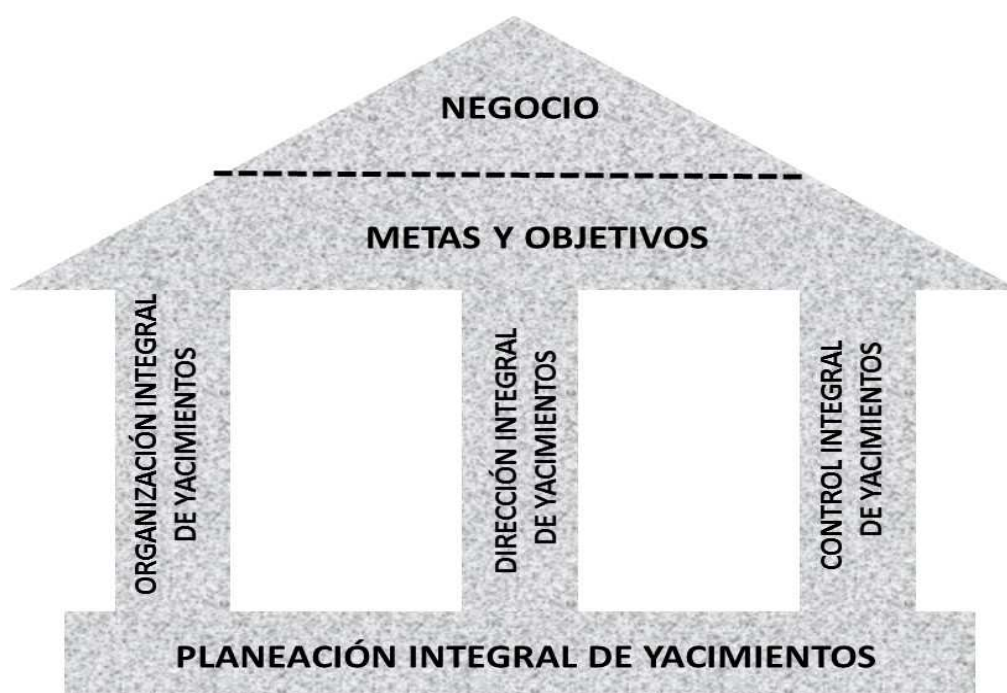 NEGOCIO
METAS Y OBJETIVOS
ORGANIZACIÓN INTEGRAL
DE YACIMIENTOS
DIRECCIÓN INTEGRAL
DE YACIMIENTOS
CONTROL INTEGRAL
DE YACIMIENTOS
PLANEACIÓN INTEGRAL DE YACIMIENTOS